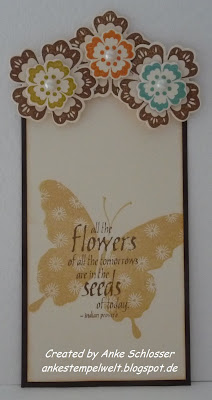 all the
flowers
of all the tomorrows
are in the
seeds
of today.
~ indian proverb
Created by Anke Schlosser
ankestempelwelt.blogspot.de